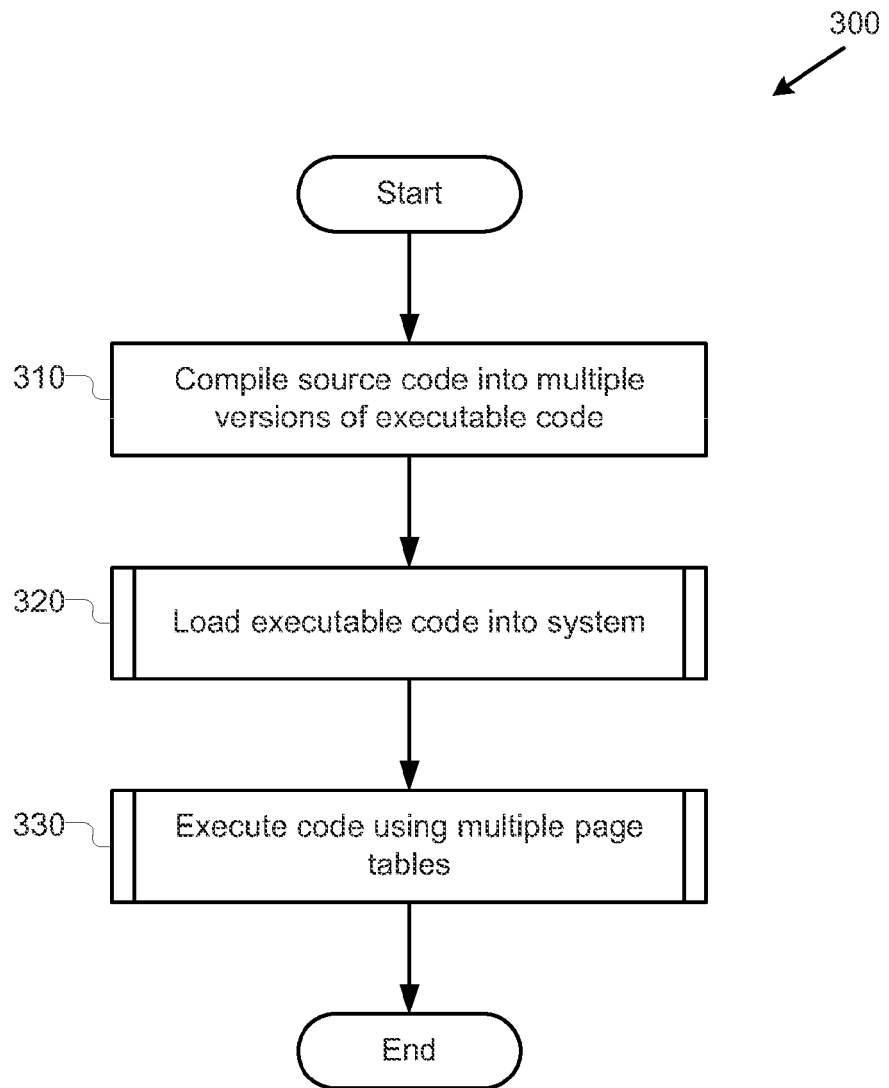 300
Start
310
Compile source code into multiple
versions of executable code
320
Load executable code into system
330
Execute code using multiple page
tables
End